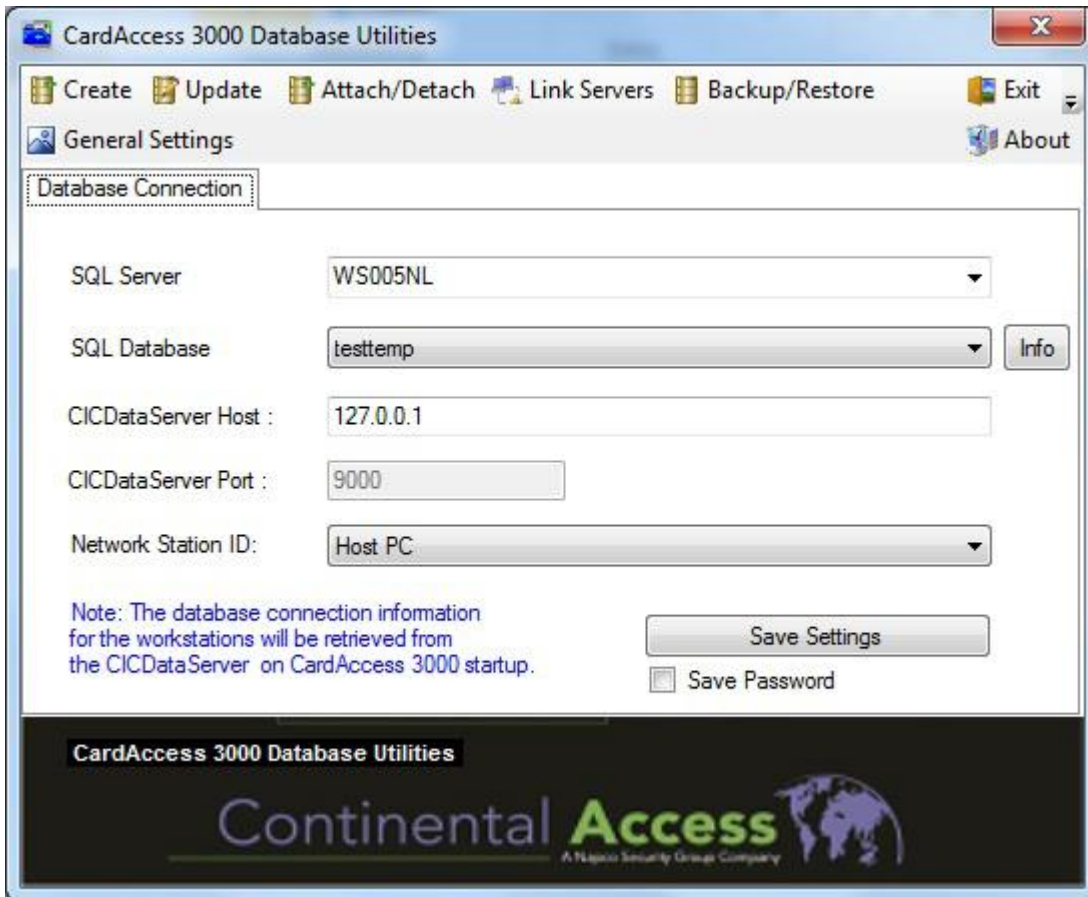 CardAccess 3000 Database Utilities
Create Update Attach/Detach Link Servers Backup/Restore Exit
General Settings About
Database Connection
SQL Server WS005NL
SQL Database testtemp Info
CICDataServer Host : 127.0.0.1
CICDataServer Port : 9000
Network Station ID: Host PC
Note: The database connection information
for the workstations will be retrieved from
the CICDataServer on CardAccess 3000 startup.
Save Settings
Save Password
CardAccess 3000 Database Utilities
Continental Access
A Napco Security Group Company